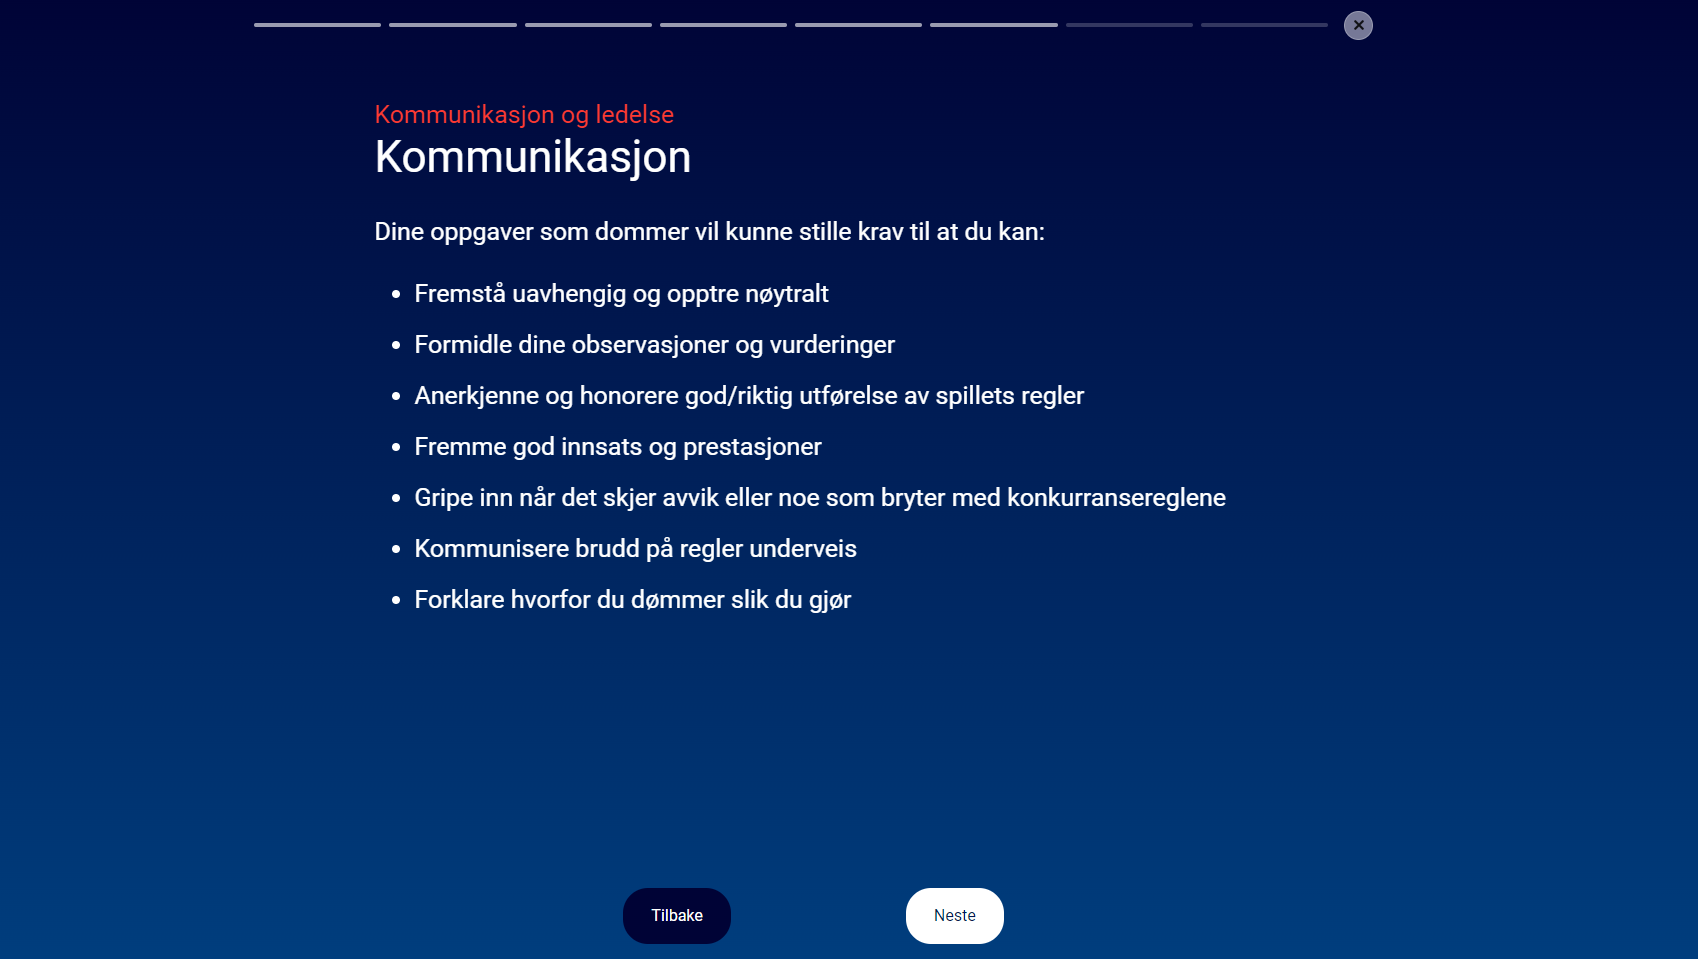 Kommunikasjon og ledelse
Kommunikasjon
Dine oppgaver som dommer vil kunne stille krav til at du kan:
• Fremstå uavhengig og opptre nøytralt
• Formidle dine observasjoner og vurderinger
• Anerkjenne og honorere god/riktig utførelse av spillets regler
• Fremme god innsats og prestasjoner
• Gripe inn når det skjer avvik eller noe som bryter med konkurransereglene
• Kommunisere brudd på regler underveis
• Forklare hvorfor du dømmer slik du gjør
Tilbake
Neste